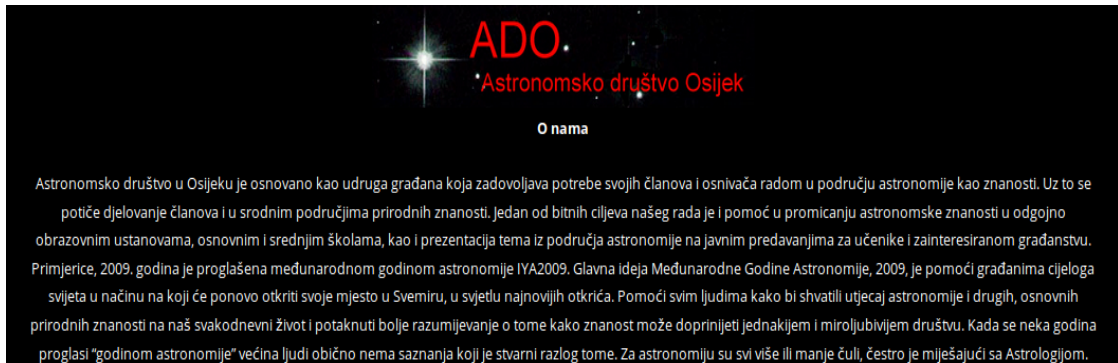 ADO
Astronomsko društvo Osijek
O nama
Astronomsko društvo u Osijeku je osnovano kao udruga građana koja zadovoljava potrebe svojih članova i osnivača radom u području astronomije kao znanosti. Uz to se
potiče djelovanje članova i u srodnim područjima prirodnih znanosti. Jedan od bitnih ciljeva našeg rada je i pomoć u promicanju astronomske znanosti u odgojno
obrazovnim ustanovama, osnovnim i srednjim školama, kao i prezentacija tema iz područja astronomije na javnim predavanjima za učenike i zainteresiranom građanstvu.
Primjerice, 2009. godina je proglašena međunarodnom godinom astronomije IYA2009. Glavna ideja Međunarodne Godine Astronomije, 2009, je pomoći građanima cijeloga
svijeta u načinu na koji će ponovo otkriti svoje mjesto u Svemiru, u svjetlu najnovijih otkrića. Pomoći svim ljudima kako bi shvatili utjecaj astronomije i drugih, osnovnih
prirodnih znanosti na naš svakodnevni život i potaknuti bolje razumijevanje o tome kako znanost može doprinijeti jednakijem i miroljubivijem društvu. Kada se neka godina
proglasi “godinom astronomije” većina ljudi obično nema saznanja koji je stvarni razlog tome. Za astronomiju su svi više ili manje čuli, čestro je miješajući sa Astrologijom.